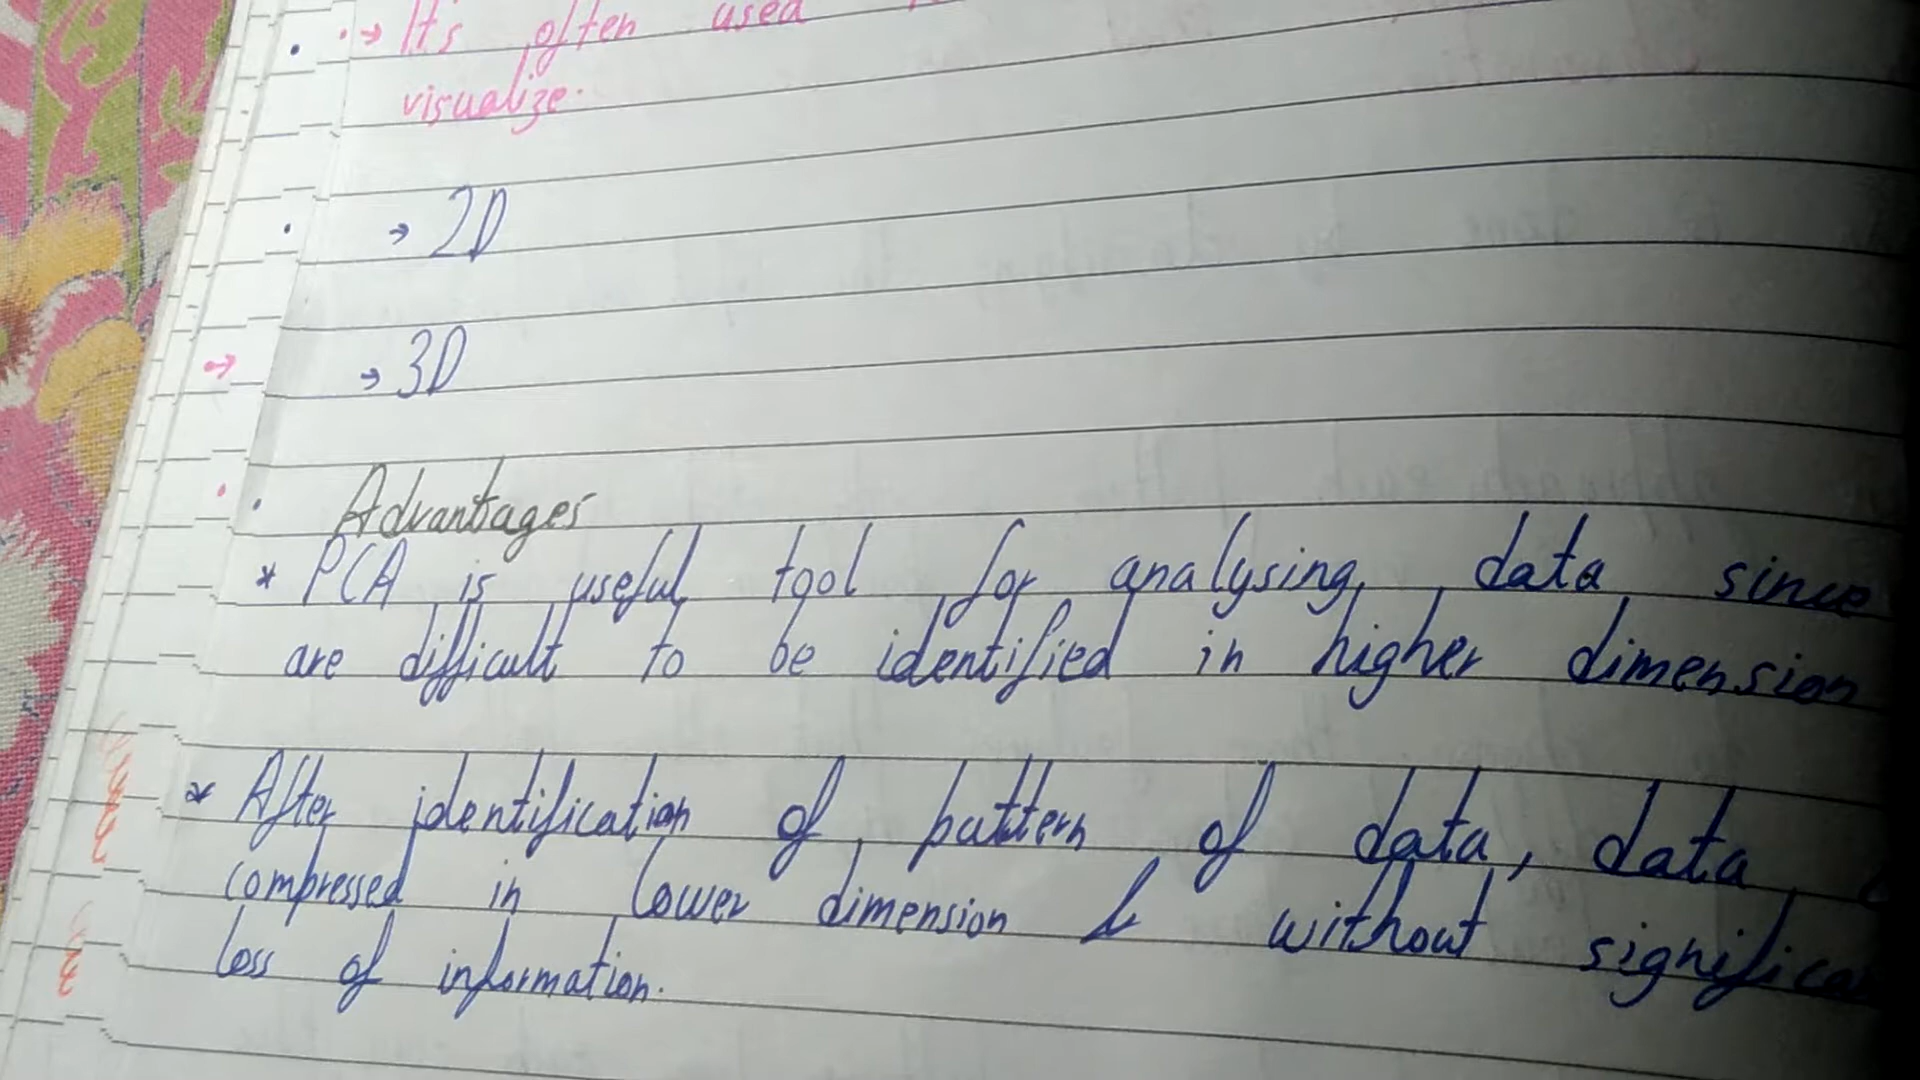 • → It's often used
visualize.
→ 2D
→ 3D
Advantages
* PCA is useful tool for analysing data since
are difficult to be identified in higher dimension
* After identification of pattern of data, data
compressed in lower dimension & without significa
loss of information.